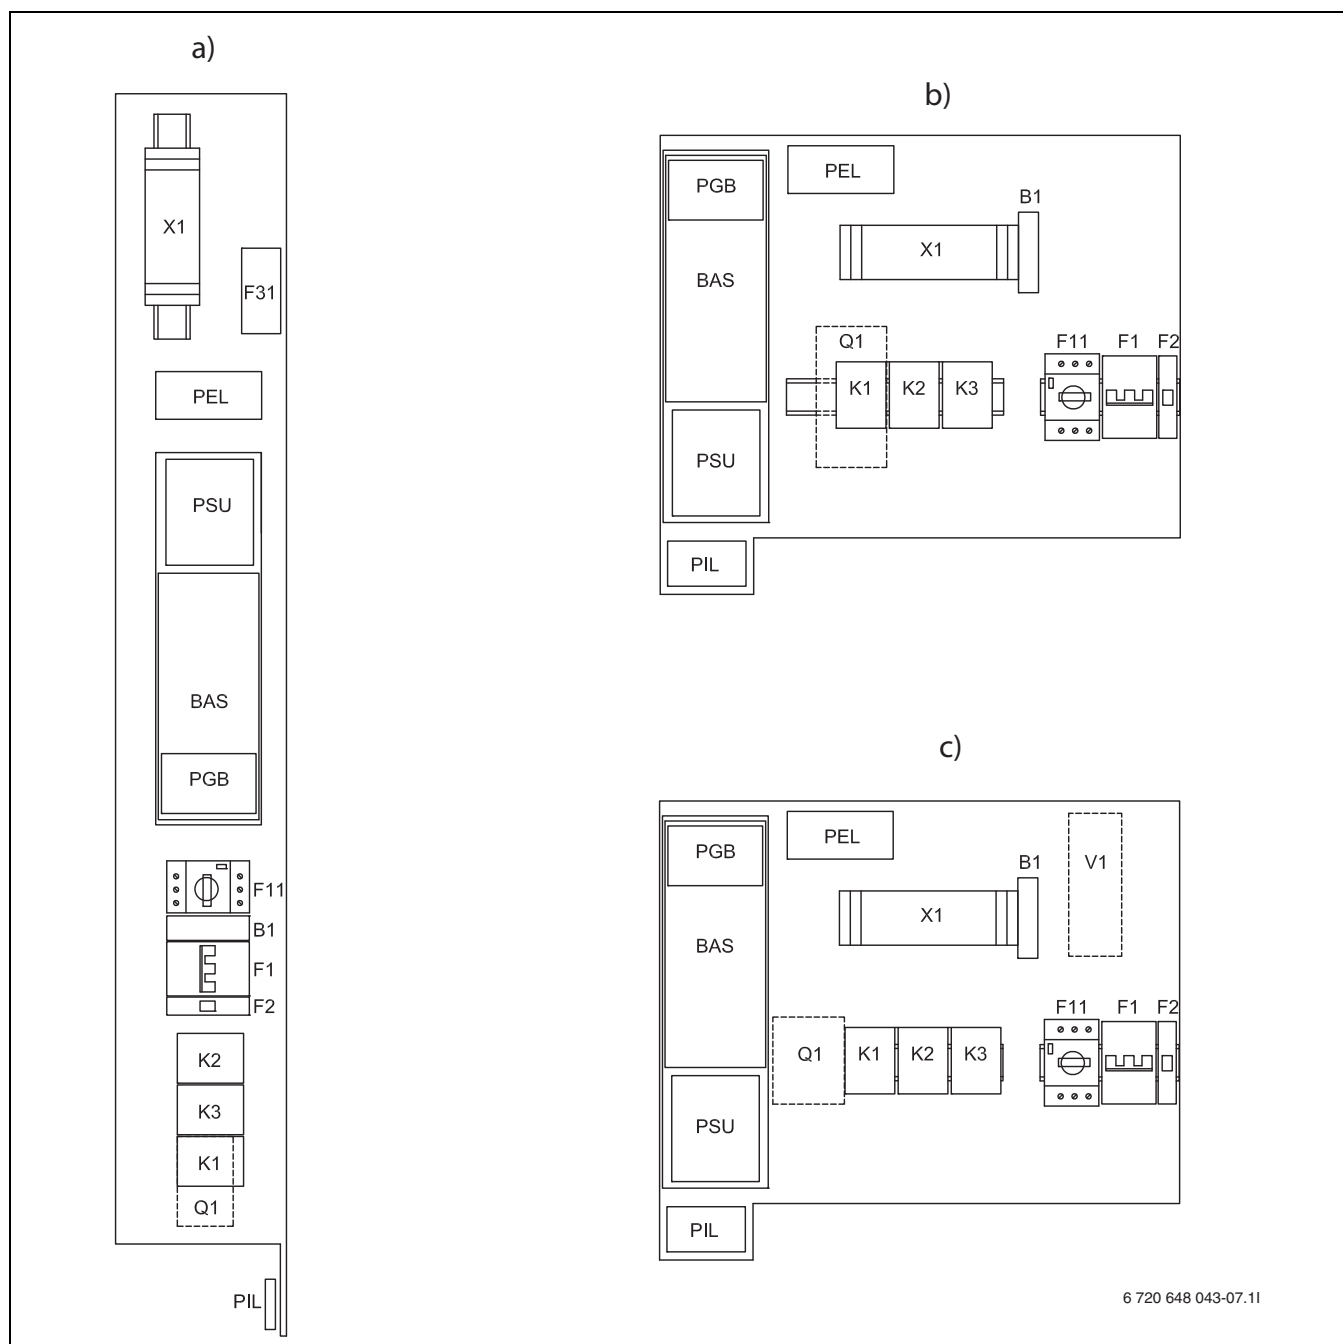 a)
X1
F31
PEL
PSU
BAS
PGB
F11
B1
F1
F2
K2
K3
K1
Q1
PIL
b)
PGB
PEL
B1
X1
BAS
Q1
F11 F1 F2
K1 K2 K3
PSU
PIL
c)
PGB
PEL
B1
V1
X1
BAS
F11 F1 F2
Q1 K1 K2 K3
PSU
PIL
6 720 648 043-07.1I